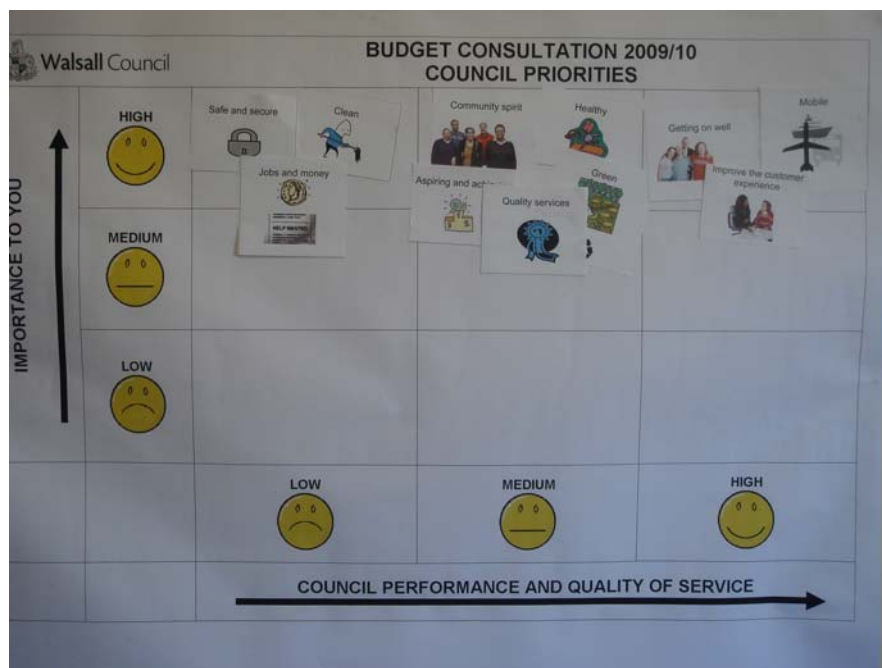 Walsall Council
BUDGET CONSULTATION 2009/10
COUNCIL PRIORITIES
IMPORTANCE TO YOU
HIGH
Safe and secure
Clean
Community spirit
Healthy
Getting on well
Mobile
Jobs and money
HELP WANTED
Aspiring and
Quality services
Green
Improve the customer
experience
MEDIUM
LOW
LOW
MEDIUM
HIGH
COUNCIL PERFORMANCE AND QUALITY OF SERVICE